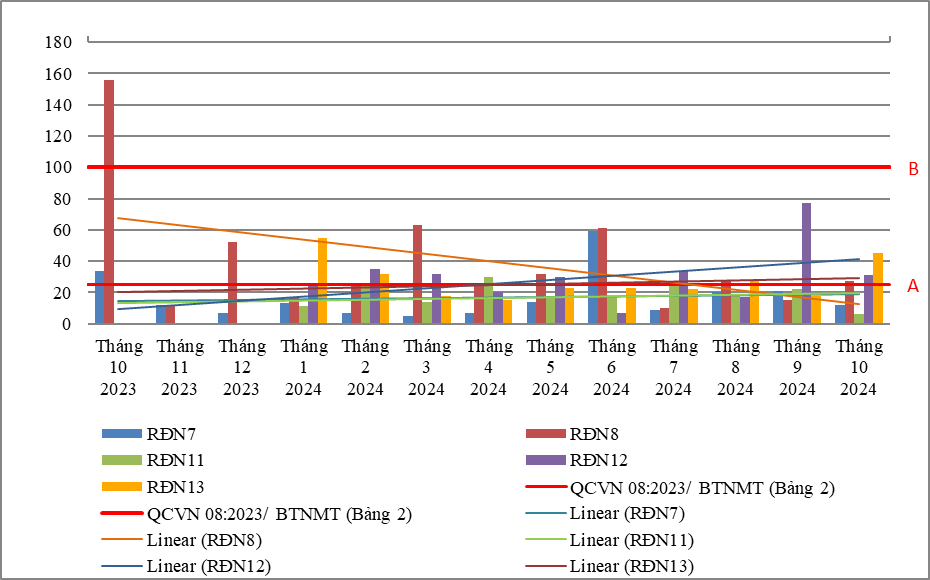 180
160
140
120
100
80
60
40
20
0
B
A
Tháng 10 2023
Tháng 11 2023
Tháng 12 2023
Tháng 1 2024
Tháng 2 2024
Tháng 3 2024
Tháng 4 2024
Tháng 5 2024
Tháng 6 2024
Tháng 7 2024
Tháng 8 2024
Tháng 9 2024
Tháng 10 2024
RĐN7
RĐN8
RĐN11
RĐN12
RĐN13
QCVN 08:2023/ BTNMT (Bảng 2)
QCVN 08:2023/ BTNMT (Bảng 2)
Linear (RĐN7)
Linear (RĐN8)
Linear (RĐN11)
Linear (RĐN12)
Linear (RĐN13)